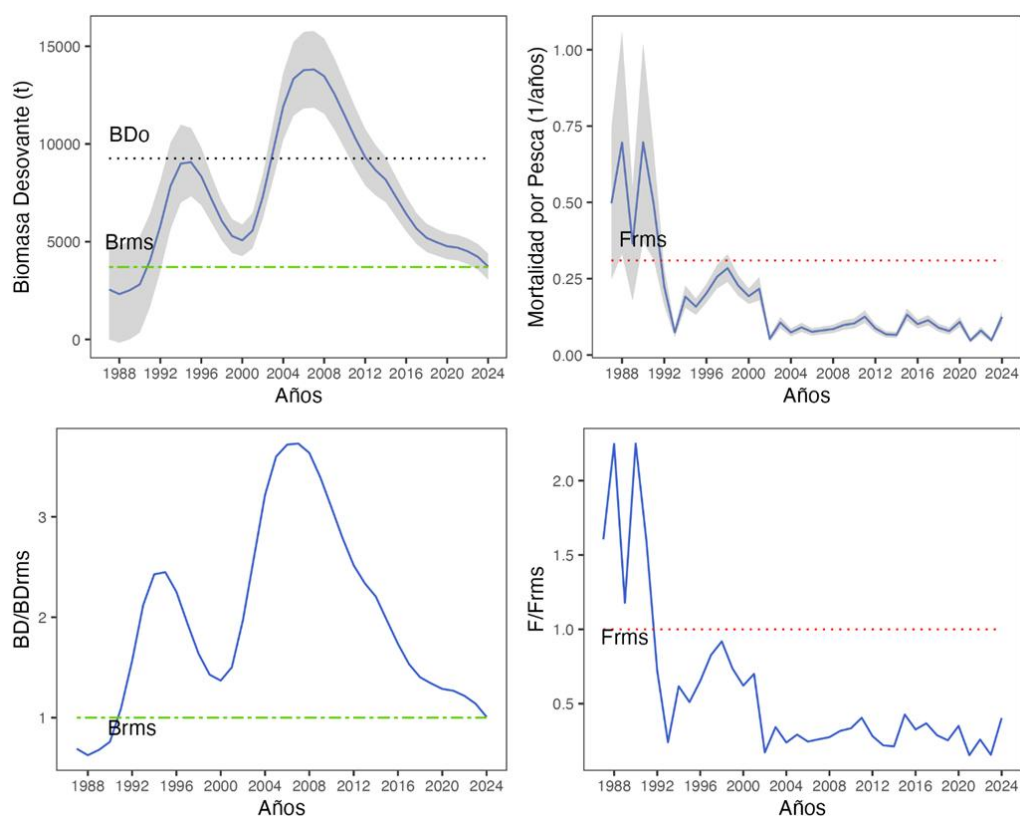 Biomasa Desovante (t)
15000
10000
5000
0
BDo
Brms
1988 1992 1996 2000 2004 2008 2012 2016 2020 2024
Años
Mortalidad por Pesca (1/años)
1.00
0.75
0.50
0.25
0.00
Frms
1988 1992 1996 2000 2004 2008 2012 2016 2020 2024
Años
BD/BDrms
3
2
1
Brms
1988 1992 1996 2000 2004 2008 2012 2016 2020 2024
Años
F/Frms
2.0
1.5
1.0
0.5
Frms
1988 1992 1996 2000 2004 2008 2012 2016 2020 2024
Años